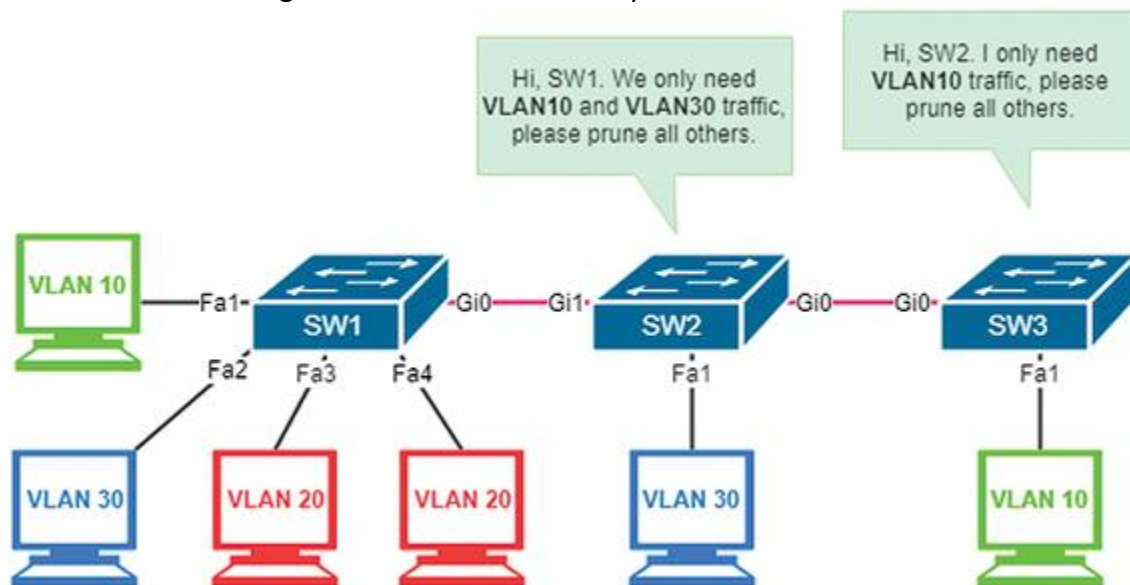 Hi, SW1. We only need
VLAN10 and VLAN30 traffic,
please prune all others.
Hi, SW2. I only need
VLAN10 traffic, please
prune all others.
VLAN 10
Fa1
SW1
Gi0
Gi1
SW2
Gi0
Gi0
SW3
Fa2
Fa3
Fa4
Fa1
Fa1
VLAN 30
VLAN 20
VLAN 20
VLAN 30
VLAN 10